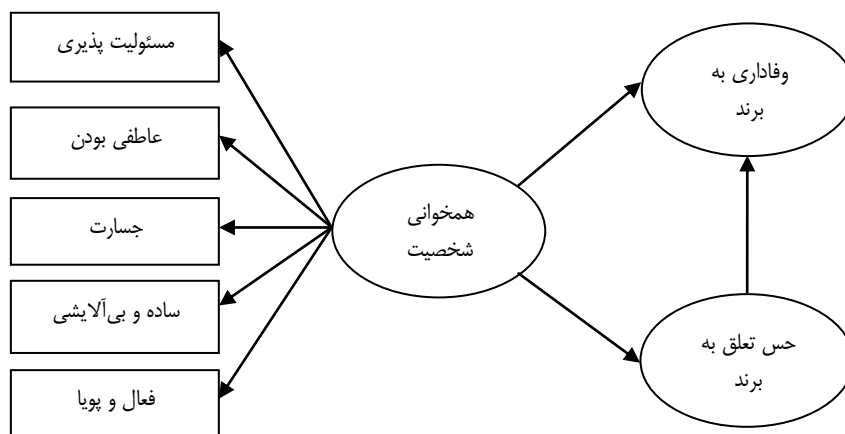 مسئولیت پذیری
عاطفی بودن
جسارت
ساده و بی‌آلایشی
فعال و پویا
همخوانی
شخصیت
وفاداری به
برند
حس تعلق به
برند